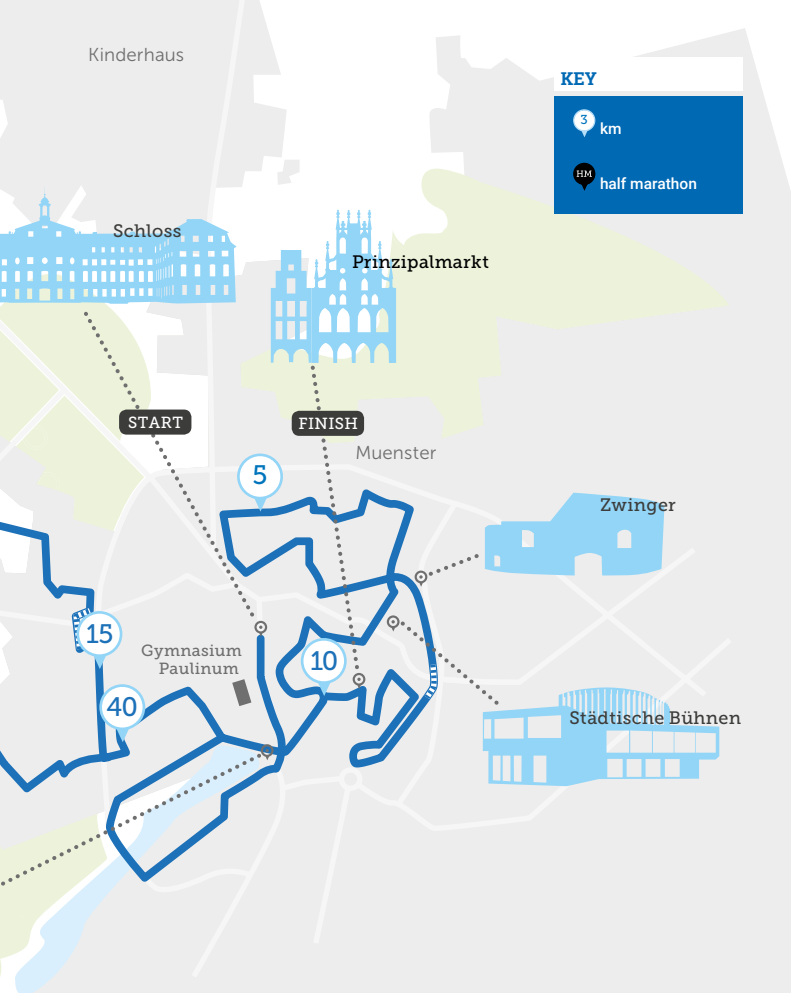 Kinderhaus
KEY
3 km
HM half marathon
Schloss
Prinzipalmarkt
START
FINISH
Muenster
5
Zwinger
15
Gymnasium
Paulinum
10
40
Städtische Bühnen